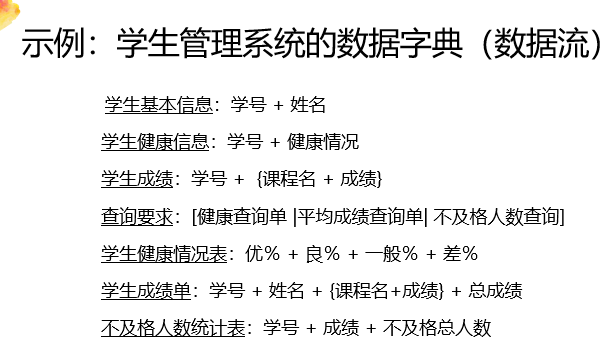 示例：学生管理系统的数据字典（数据流）
学生基本信息：学号 + 姓名
学生健康信息：学号 + 健康情况
学生成绩：学号 + {课程名 + 成绩}
查询要求：[健康查询单 |平均成绩查询单| 不及格人数查询]
学生健康情况表：优% + 良% + 一般% + 差%
学生成绩单：学号 + 姓名 + {课程名+成绩} + 总成绩
不及格人数统计表：学号 + 成绩 + 不及格总人数